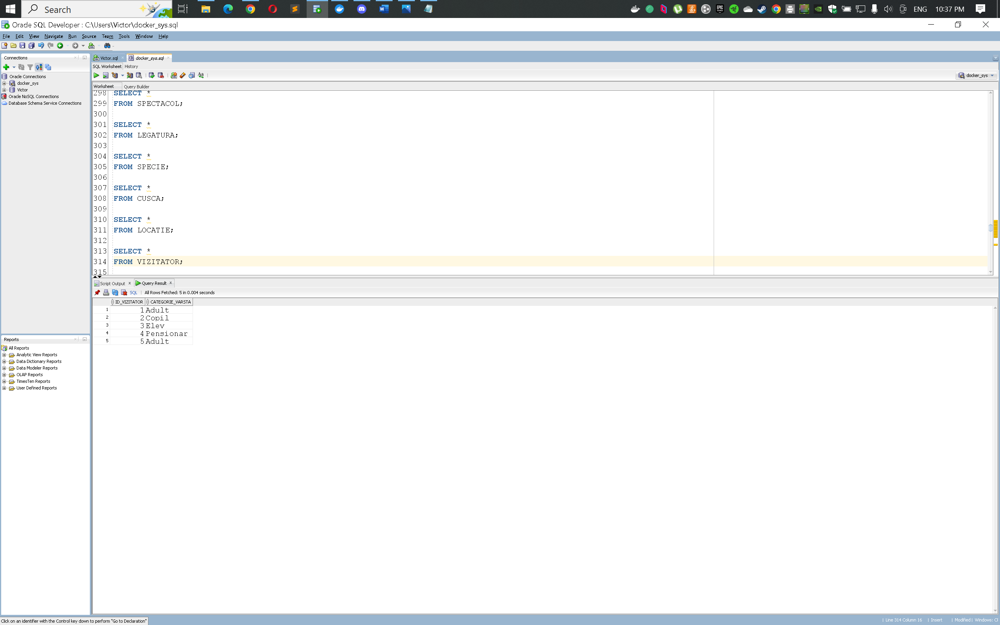 Search
ENG
10:37 PM
Oracle SQL Developer : C:\Users\Victor\docker_sys.sql
File Edit View Navigate Run Source Team Tools Window Help
Connections
Oracle Connections
docker_sys
Victor
Oracle NoSQL Connections
Database Schema Service Connections
Victor.sql
docker_sys.sql
SQL Worksheet History
docker_sys
Worksheet Query Builder
298 SELECT *
299 FROM SPECTACOL;
300
301 SELECT *
302 FROM LEGATURA;
303
304 SELECT *
305 FROM SPECIE;
306
307 SELECT *
308 FROM CUSCA;
309
310 SELECT *
311 FROM LOCATIE;
312
313 SELECT *
314 FROM VIZITATOR;
315
Script Output x Query Result x
SQL | All Rows Fetched: 5 in 0.004 seconds
ID_VIZITATOR CATEGORIE_VARSTA
1 1 Adult
2 2 Copil
3 3 Elev
4 4 Pensionar
5 5 Adult
Reports
All Reports
Analytic View Reports
Data Dictionary Reports
Data Modeler Reports
OLAP Reports
TimesTen Reports
User Defined Reports
Click on an identifier with the Control key down to perform "Go to Declaration"
| Line 314 Column 16 | Insert | Modified | Windows: